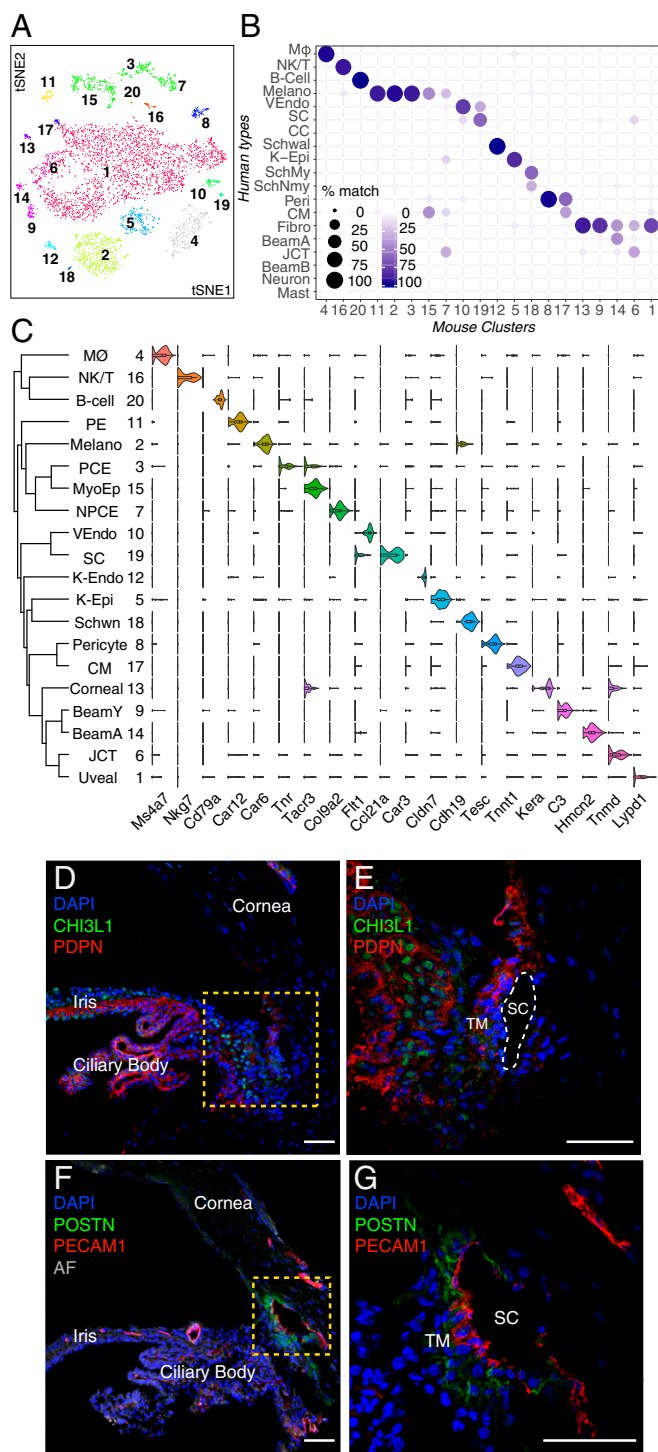 A
tSNE2
3
11
15
7
20
16
8
17
13
6
1
14
10
19
9
5
4
12
2
18
tSNE1
B
Human types
Mφ
NK/T
B-Cell
Melano
VEndo
SC
CC
Schwal
K-Epi
SchMy
SchNmy
Peri
CM
Fibro
BeamA
JCT
BeamB
Neuron
Mast
% match
0 0
25 25
50 50
75 75
100 100
4 16 20 11 2 3 15 7 10 19 12 5 18 8 17 13 9 14 6 1
Mouse Clusters
C
MØ 4
NK/T 16
B-cell 20
PE 11
Melano 2
PCE 3
MyoEp 15
NPCE 7
VEndo 10
SC 19
K-Endo 12
K-Epi 5
Schwn 18
Pericyte 8
CM 17
Corneal 13
BeamY 9
BeamA 14
JCT 6
Uveal 1
Ms4a7 Nkg7 Cd79a Car12 Car6 Tnr Tacr3 Col9a2 Flt1 Ccl21a Car3 Cldn7 Cdh19 Tesc Tnnt1 Kera C3 Hmcn2 Tnmd Lypd1
D
DAPI
CHI3L1
PDPN
Cornea
Iris
Ciliary Body
E
DAPI
CHI3L1
PDPN
SC
TM
F
DAPI
POSTN
PECAM1
AF
Cornea
Iris
Ciliary Body
G
DAPI
POSTN
PECAM1
SC
TM